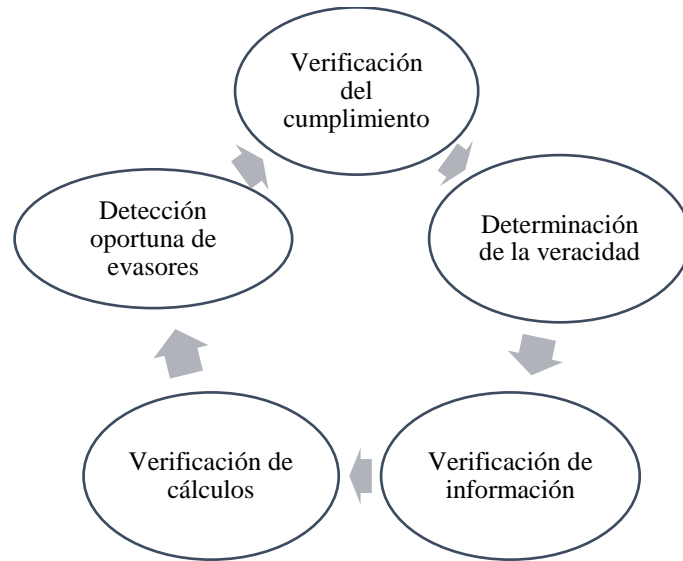 Verificación
del
cumplimiento
Determinación
de la veracidad
Verificación de
información
Verificación de
cálculos
Detección
oportuna de
evasores